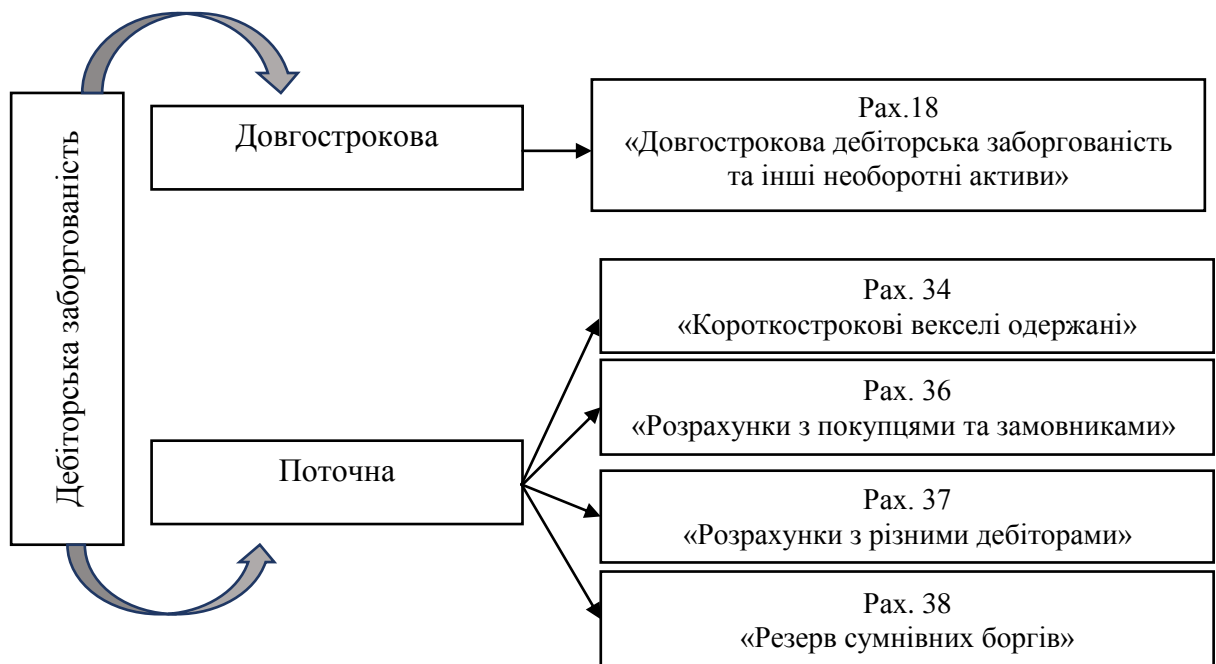 Дебіторська заборгованість
Довгострокова
Рах.18
«Довгострокова дебіторська заборгованість
та інші необоротні активи»
Поточна
Рах. 34
«Короткострокові векселі одержані»
Рах. 36
«Розрахунки з покупцями та замовниками»
Рах. 37
«Розрахунки з різними дебіторами»
Рах. 38
«Резерв сумнівних боргів»